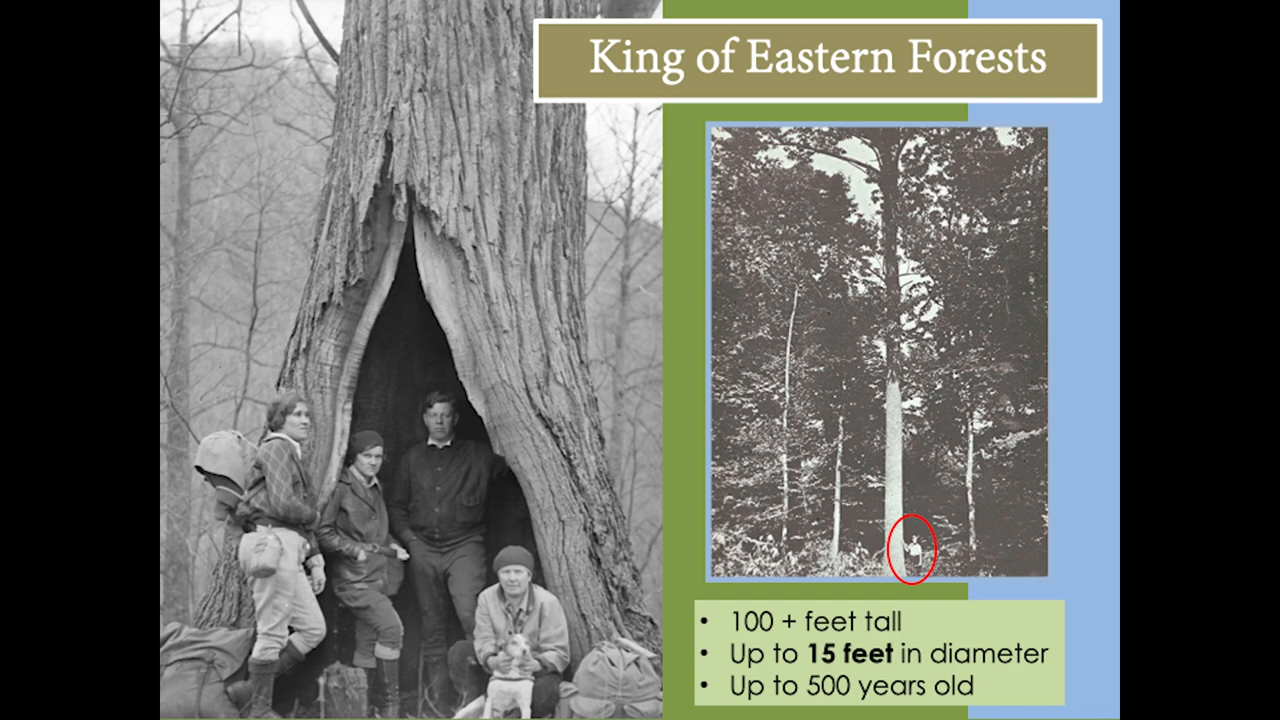 King of Eastern Forests
• 100 + feet tall
• Up to 15 feet in diameter
• Up to 500 years old